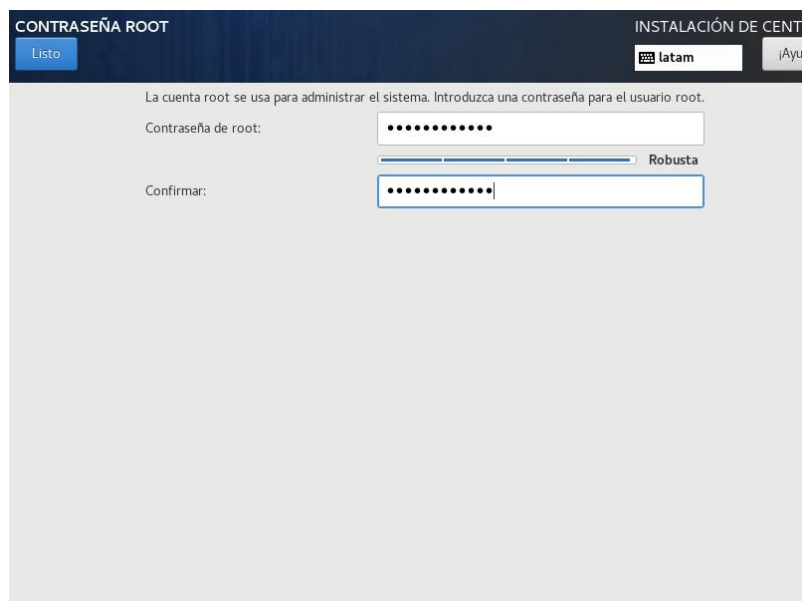 CONTRASEÑA ROOT
INSTALACIÓN DE CENT
Listo
latam
¡Ayu
La cuenta root se usa para administrar el sistema. Introduzca una contraseña para el usuario root.
Contraseña de root: ●●●●●●●●●●●●
Robusta
Confirmar: ●●●●●●●●●●●●